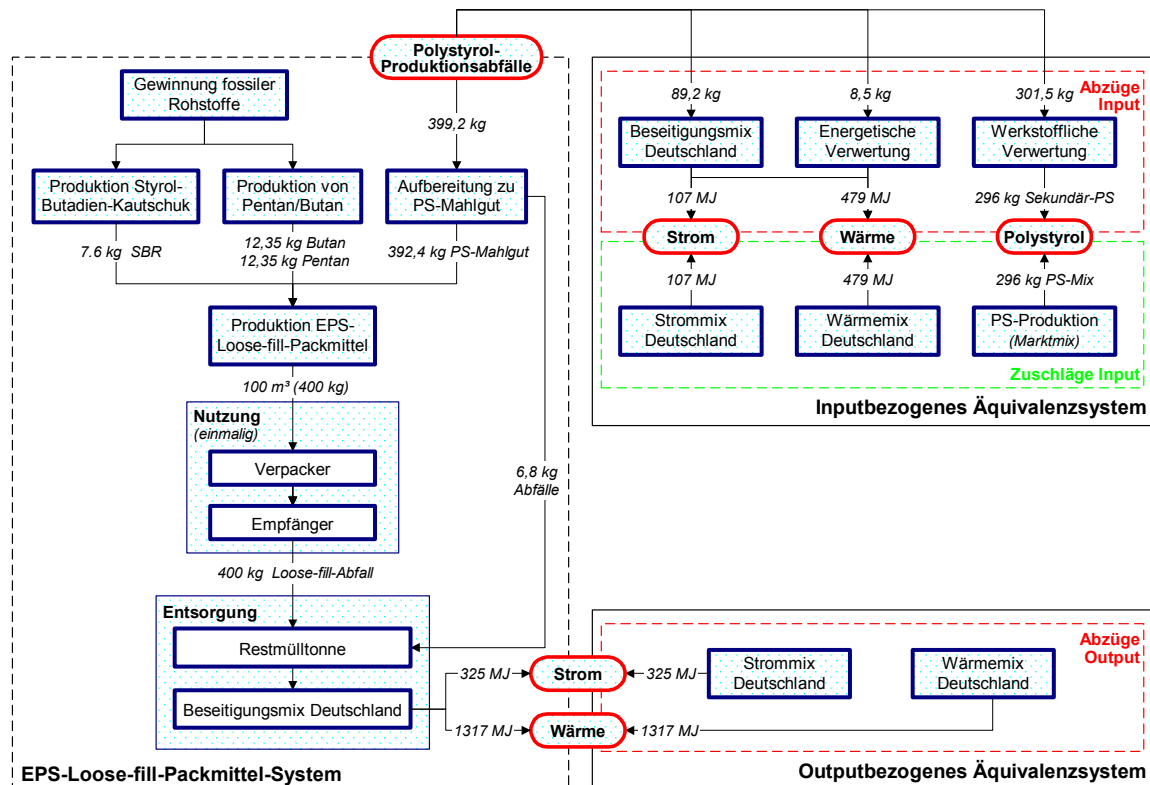 Polystyrol-
Produktionsabfälle
Gewinnung fossiler
Rohstoffe
399,2 kg
Produktion Styrol-
Butadien-Kautschuk
Produktion von
Pentan/Butan
Aufbereitung zu
PS-Mahlgut
7.6 kg SBR
12,35 kg Butan
12,35 kg Pentan
392,4 kg PS-Mahlgut
Produktion EPS-
Loose-fill-Packmittel
100 m³ (400 kg)
Nutzung
(einmalig)
Verpacker
Empfänger
6,8 kg
Abfälle
400 kg Loose-fill-Abfall
Entsorgung
Restmülltonne
Beseitigungsmix Deutschland
325 MJ
1317 MJ
EPS-Loose-fill-Packmittel-System
Abzüge
Input
89,2 kg
8,5 kg
301,5 kg
Beseitigungsmix
Deutschland
Energetische
Verwertung
Werkstoffliche
Verwertung
107 MJ
479 MJ
296 kg Sekundär-PS
Strom
Wärme
Polystyrol
107 MJ
479 MJ
296 kg PS-Mix
Strommix
Deutschland
Wärmemix
Deutschland
PS-Produktion
(Marktmix)
Zuschläge Input
Inputbezogenes Äquivalenzsystem
Abzüge
Output
Strom
325 MJ
Strommix
Deutschland
Wärmemix
Deutschland
Wärme
1317 MJ
Outputbezogenes Äquivalenzsystem